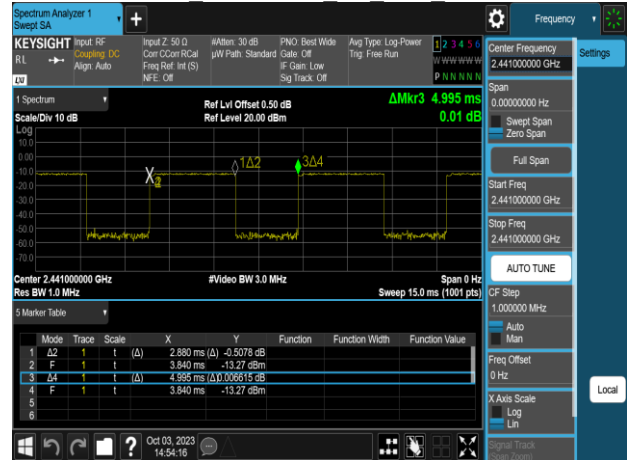 Spectrum Analyzer 1
Swept SA
Frequency
KEYSIGHT
RL
LXI
Input: RF
Coupling: DC
Align: Auto
Input Z: 50 Ω
Corr CCorr RCal
Freq Ref: Int (S)
NFE: Off
#Atten: 30 dB
µW Path: Standard
PNO: Best Wide
Gate: Off
IF Gain: Low
Sig Track: Off
Avg Type: Log-Power
Trig: Free Run
1 2 3 4 5 6
W W W W W W
P N N N N N
1 Spectrum
Scale/Div 10 dB
Ref Lvl Offset 0.50 dB
Ref Level 20.00 dBm
ΔMkr3 4.995 ms
0.01 dB
Log
10.0
0.00
-10.0
-20.0
-30.0
-40.0
-50.0
-60.0
-70.0
X
1Δ2
3Δ4
Center 2.441000000 GHz
Res BW 1.0 MHz
#Video BW 3.0 MHz
Span 0 Hz
Sweep 15.0 ms (1001 pts)
5 Marker Table
Mode Trace Scale X Y Function Function Width Function Value
1 Δ2 1 t (Δ) 2.880 ms (Δ) -0.5078 dB
2 F 1 t 3.840 ms -13.27 dBm
3 Δ4 1 t (Δ) 4.995 ms (Δ) 0.006615 dB
4 F 1 t 3.840 ms -13.27 dBm
5
6
?
Oct 03, 2023
14:54:16
Center Frequency
2.441000000 GHz
Span
0.00000000 Hz
Swept Span
Zero Span
Full Span
Start Freq
2.441000000 GHz
Stop Freq
2.441000000 GHz
AUTO TUNE
CF Step
1.000000 MHz
Auto
Man
Freq Offset
0 Hz
X Axis Scale
Log
Lin
Signal Track
(Span Zoom)
Settings
Local